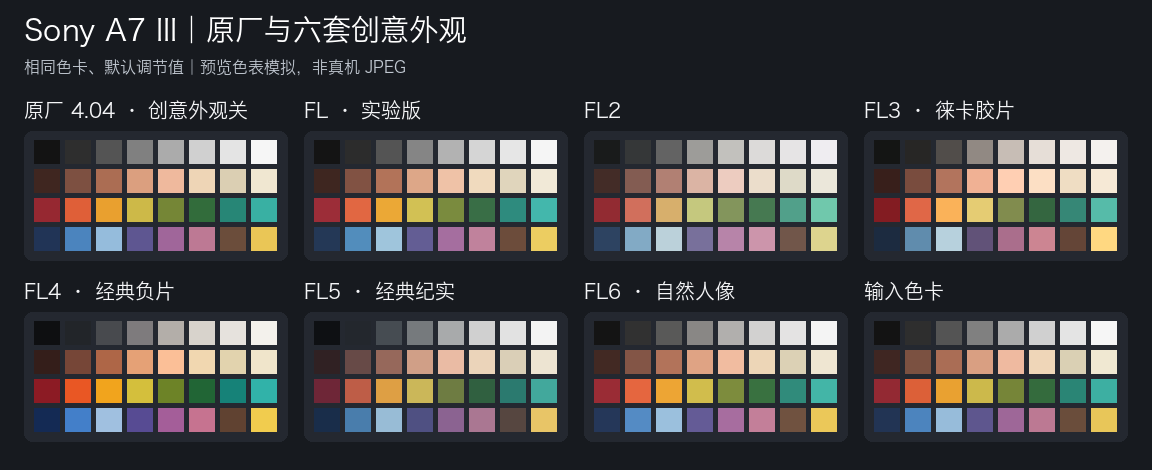 Sony A7 III｜原厂与六套创意外观
相同色卡、默认调节值｜预览色表模拟，非真机 JPEG
原厂 4.04 · 创意外观关
FL · 实验版
FL2
FL3 · 徕卡胶片
FL4 · 经典负片
FL5 · 经典纪实
FL6 · 自然人像
输入色卡